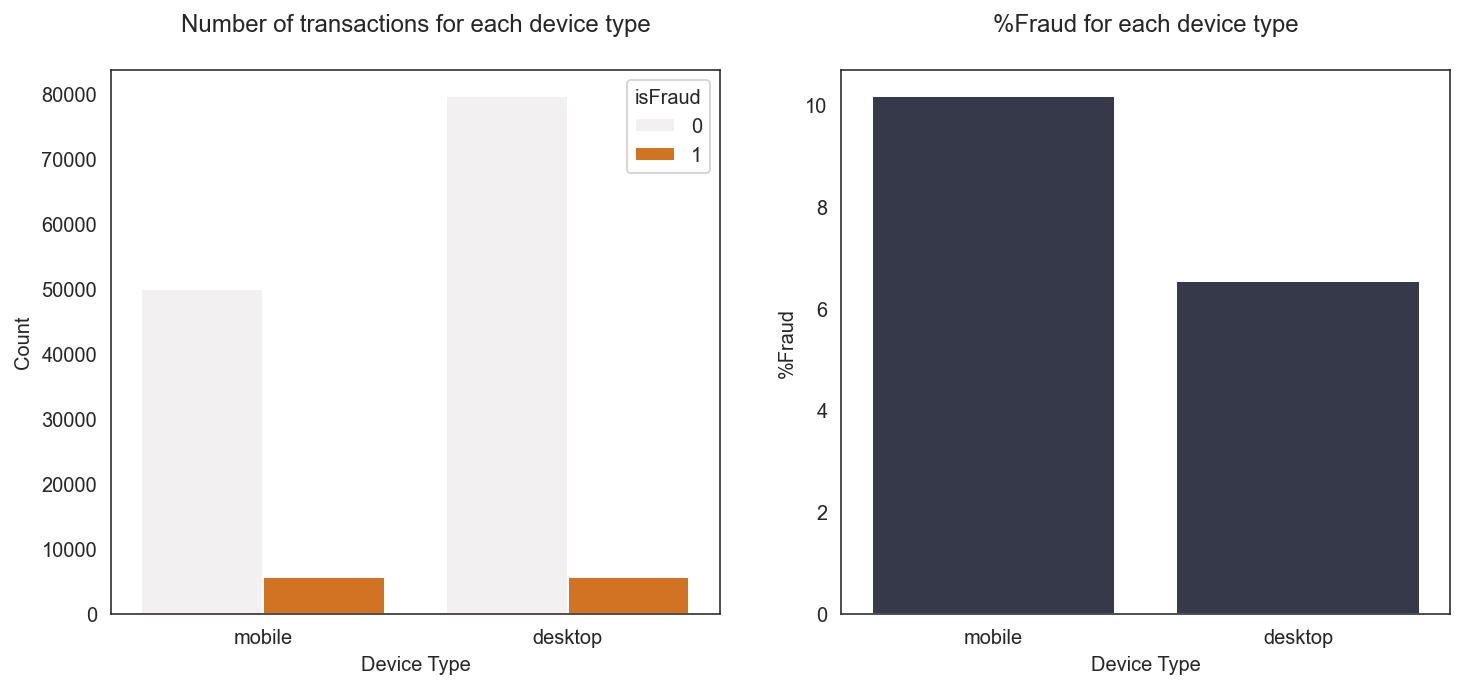 Number of transactions for each device type
80000
70000
60000
50000
40000
30000
20000
10000
0
Count
isFraud
0
1
mobile
desktop
Device Type
%Fraud for each device type
10
8
6
4
2
0
%Fraud
mobile
desktop
Device Type